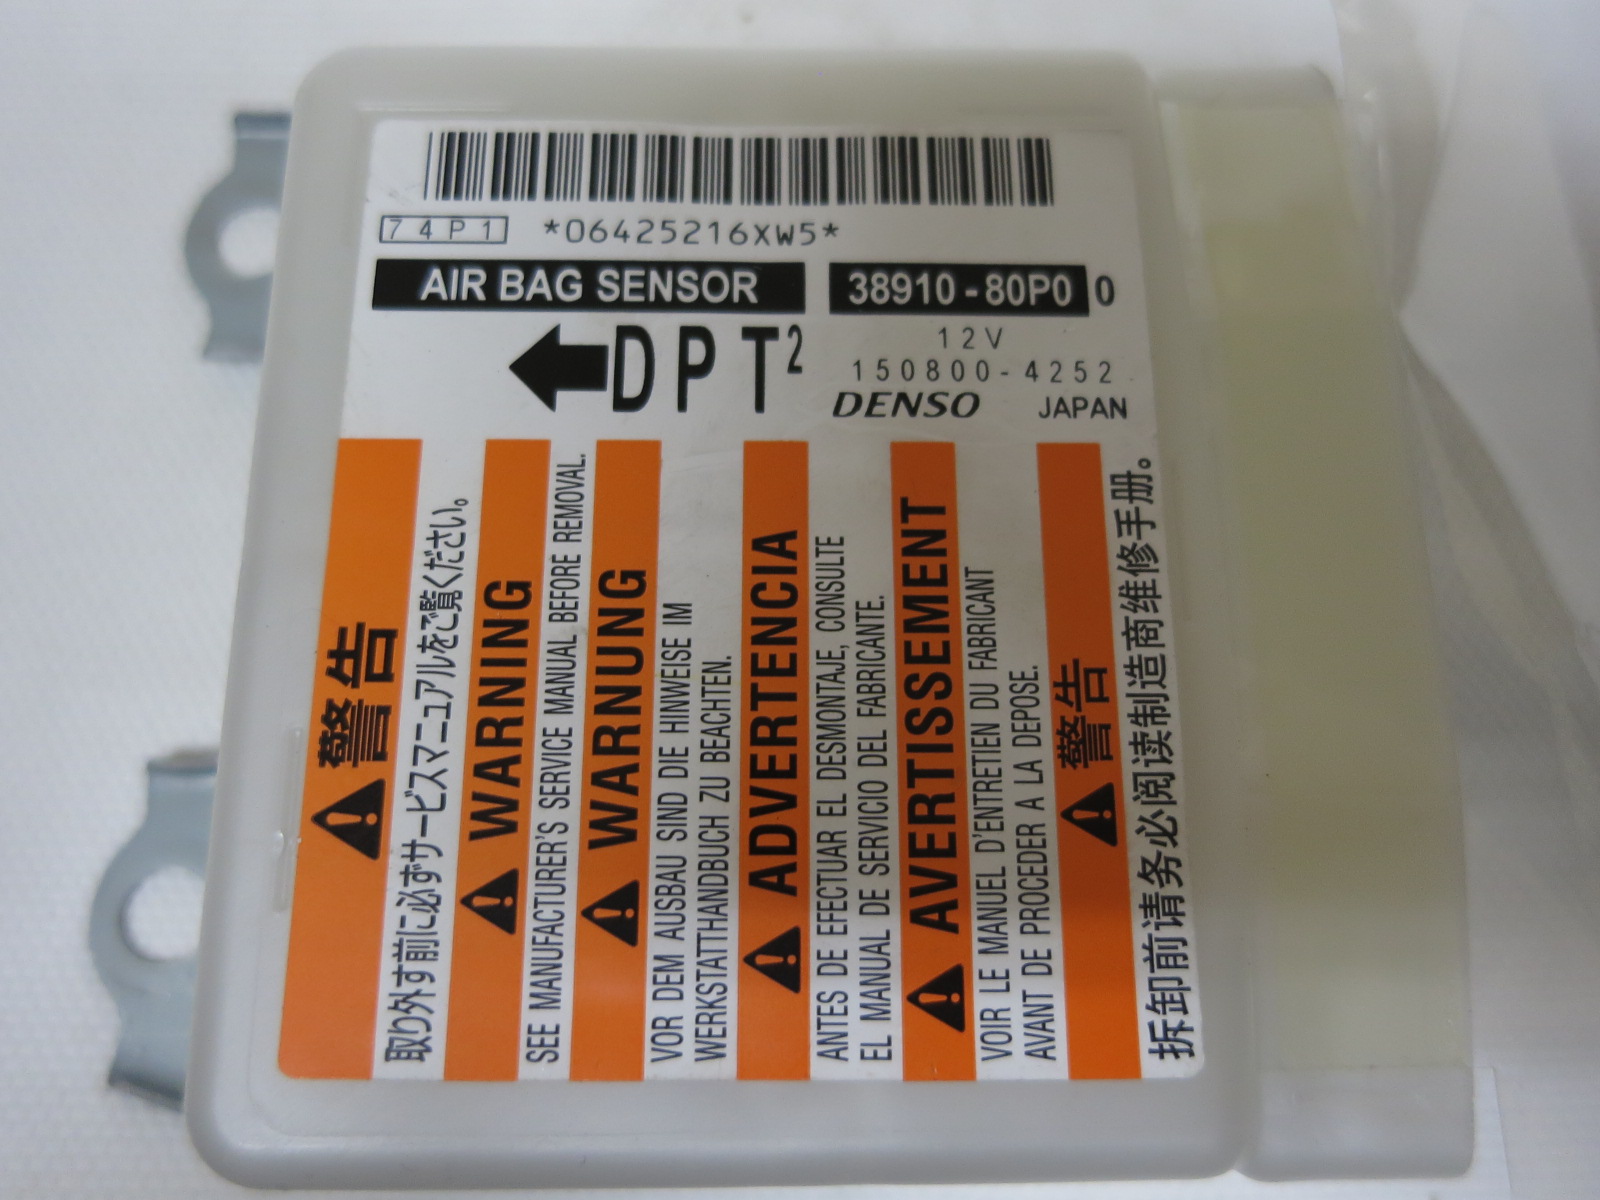 74P1 *06425216XW5*
AIR BAG SENSOR 38910-80P0 0
DPT²
12V
150800-4252
DENSO JAPAN
警告
取り外す前に必ずサービスマニュアルをご覧ください。
WARNING
SEE MANUFACTURER'S SERVICE MANUAL BEFORE REMOVAL.
WARNUNG
VOR DEM AUSBAU SIND DIE HINWEISE IM
WERKSTATTHANDBUCH ZU BEACHTEN.
ADVERTENCIA
ANTES DE EFECTUAR EL DESMONTAJE, CONSULTE
EL MANUAL DE SERVICIO DEL FABRICANTE.
AVERTISSEMENT
VOIR LE MANUEL D'ENTRETIEN DU FABRICANT
AVANT DE PROCEDER A LA DEPOSE.
警告
拆卸前请务必阅读制造商维修手册。